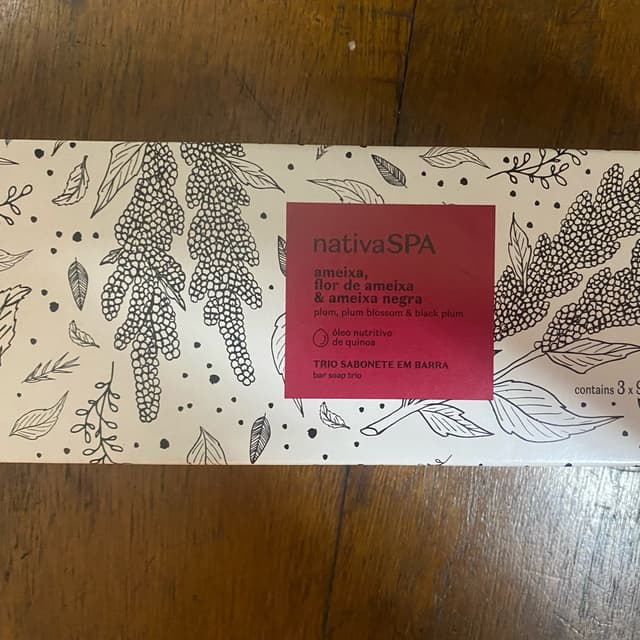 nativaSPA
ameixa,
flor de ameixa
& ameixa negra
plum, plum blossom & black plum
óleo nutritivo
de quinoa
TRIO SABONETE EM BARRA
bar soap trio
contains 3 x